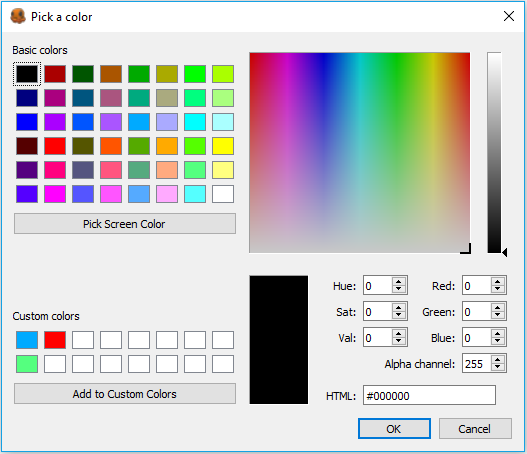 Pick a color
Basic colors
Pick Screen Color
Custom colors
Add to Custom Colors
Hue: 0 Red: 0
Sat: 0 Green: 0
Val: 0 Blue: 0
Alpha channel: 255
HTML: #000000
OK Cancel